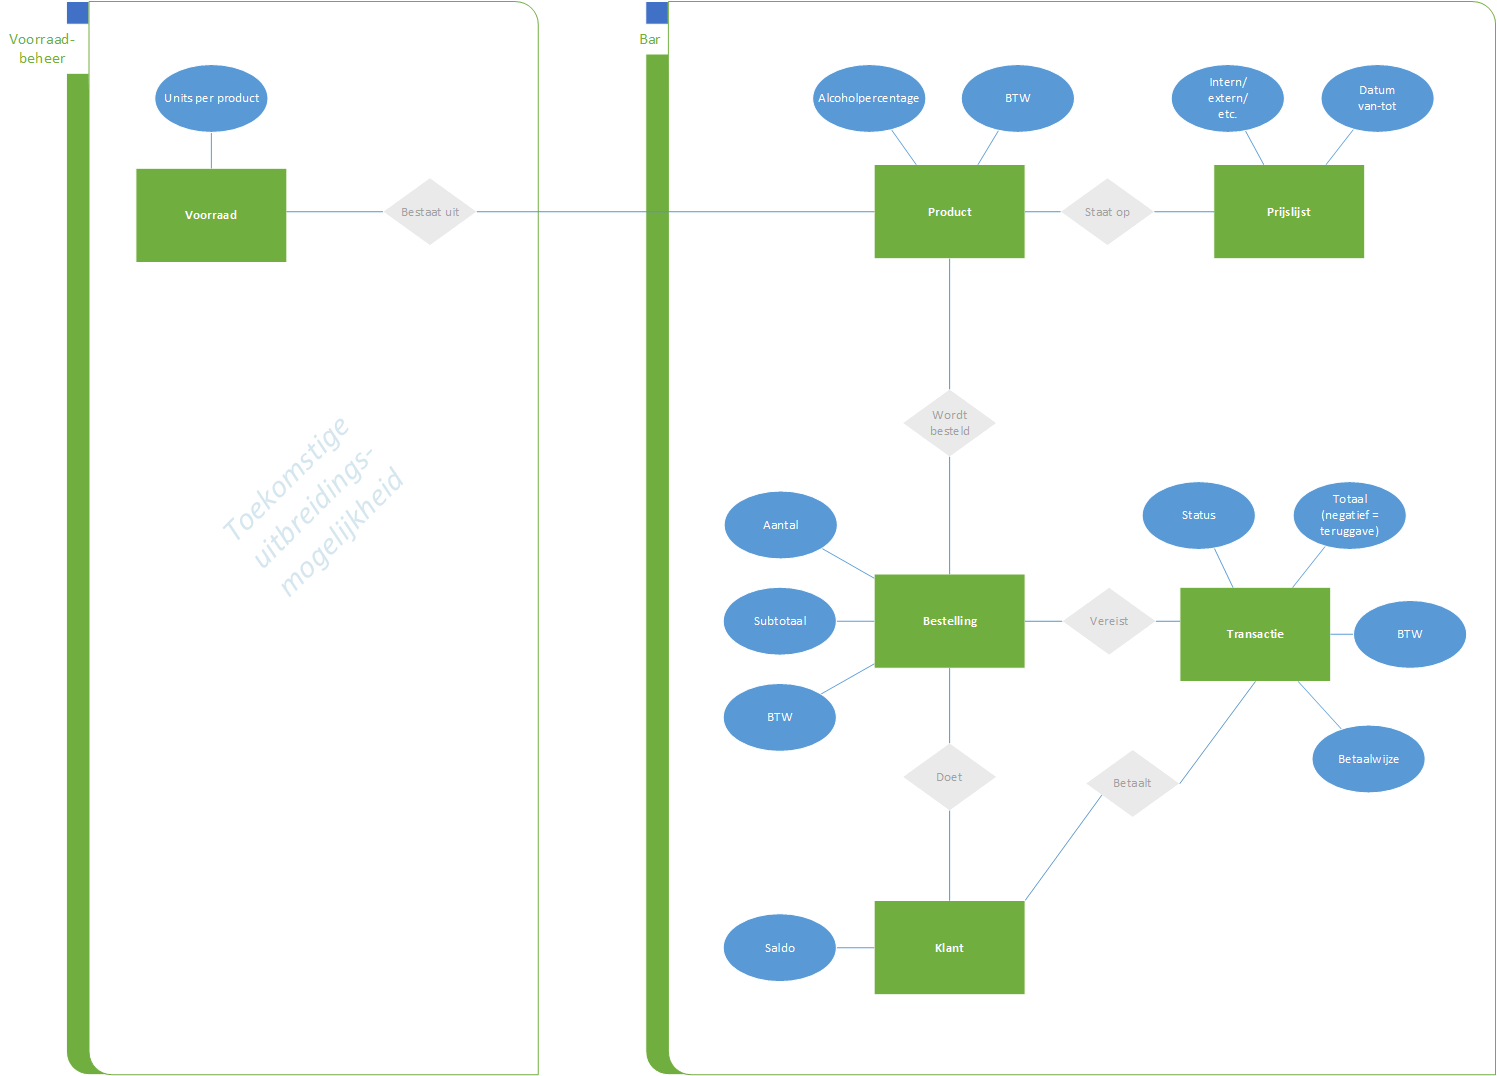 Voorraad-
beheer
Bar
Units per product
Alcoholpercentage
BTW
Intern/
extern/
etc.
Datum
van-tot
Voorraad
Bestaat uit
Product
Staat op
Prijslijst
Wordt
besteld
Toekomstige
uitbreidings-
mogelijkheid
Aantal
Status
Totaal
(negatief =
teruggave)
Subtotaal
Bestelling
Vereist
Transactie
BTW
BTW
Betaalwijze
Doet
Betaalt
Saldo
Klant